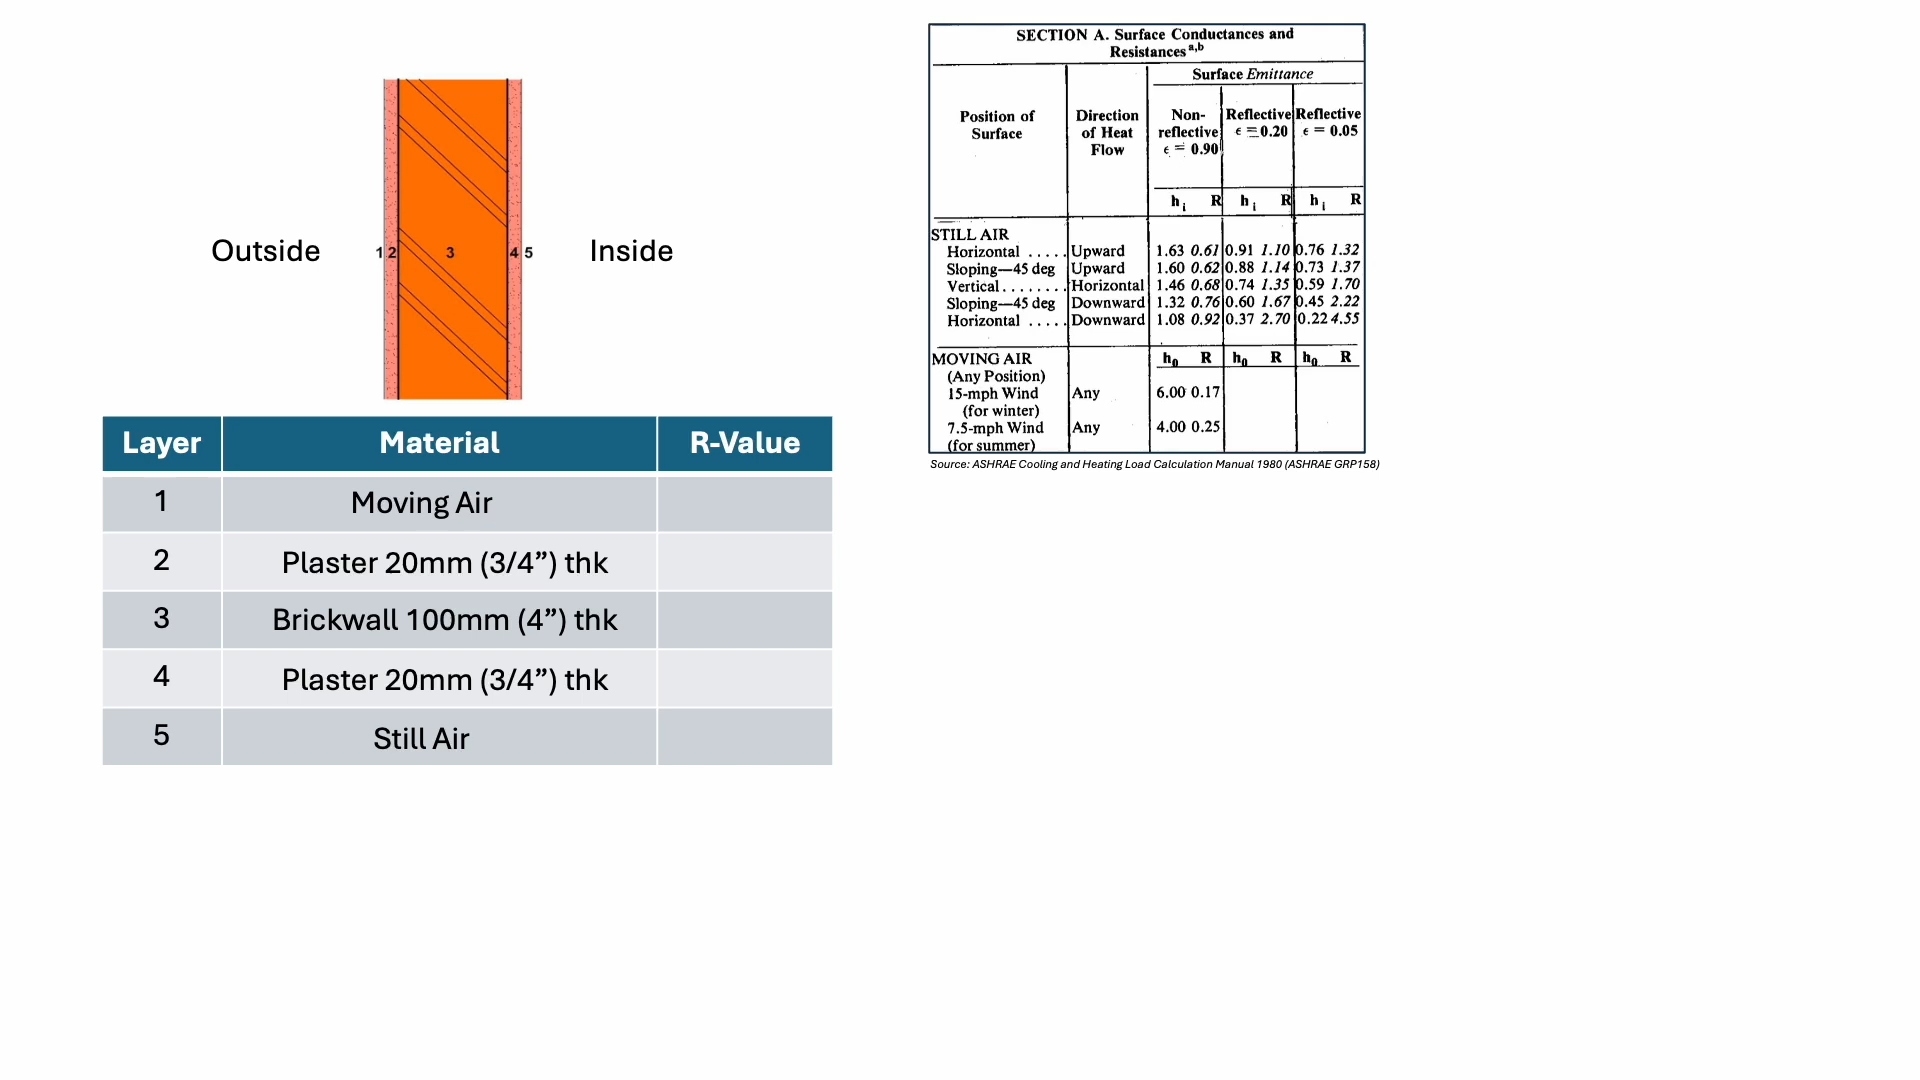 Outside
1 2 3 4 5
Inside
Layer Material R-Value
1 Moving Air
2 Plaster 20mm (3/4”) thk
3 Brickwall 100mm (4”) thk
4 Plaster 20mm (3/4”) thk
5 Still Air
SECTION A. Surface Conductances and
Resistances a,b
Surface Emittance
Position of Surface
Direction of Heat Flow
Non-reflective ϵ = 0.90
Reflective ϵ = 0.20
Reflective ϵ = 0.05
hi R hi R hi R
STILL AIR
Horizontal ..... Upward 1.63 0.61 0.91 1.10 0.76 1.32
Sloping—45 deg Upward 1.60 0.62 0.88 1.14 0.73 1.37
Vertical........ Horizontal 1.46 0.68 0.74 1.35 0.59 1.70
Sloping—45 deg Downward 1.32 0.76 0.60 1.67 0.45 2.22
Horizontal ..... Downward 1.08 0.92 0.37 2.70 0.22 4.55
MOVING AIR h0 R h0 R h0 R
(Any Position)
15-mph Wind Any 6.00 0.17
(for winter)
7.5-mph Wind Any 4.00 0.25
(for summer)
Source: ASHRAE Cooling and Heating Load Calculation Manual 1980 (ASHRAE GRP158)